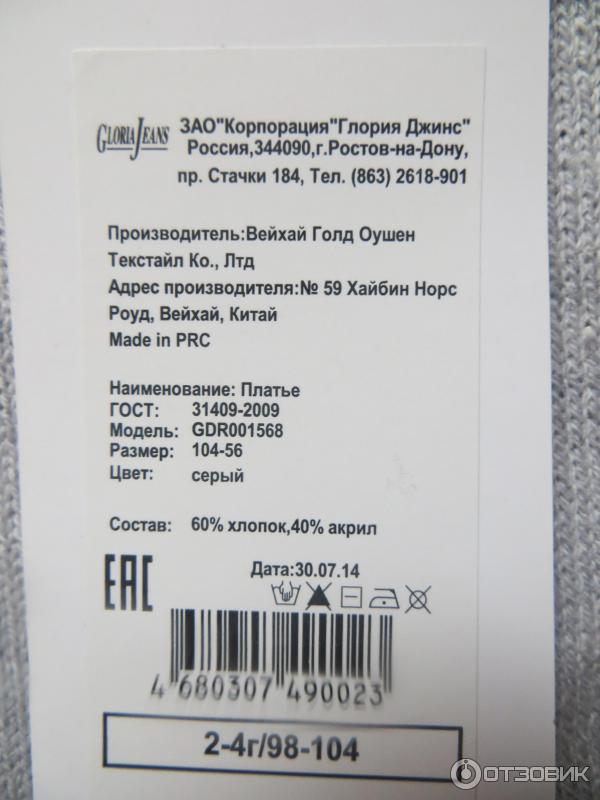 GLORIA JEANS
ЗАО"Корпорация"Глория Джинс"
Россия,344090,г.Ростов-на-Дону,
пр. Стачки 184, Тел. (863) 2618-901
Производитель:Вейхай Голд Оушен
Текстайл Ко., Лтд
Адрес производителя:№ 59 Хайбин Норс
Роуд, Вейхай, Китай
Made in PRC
Наименование: Платье
ГОСТ: 31409-2009
Модель: GDR001568
Размер: 104-56
Цвет: серый
Состав: 60% хлопок,40% акрил
EAC
Дата:30.07.14
4 680307 490023
2-4г/98-104
ОТЗОВИК